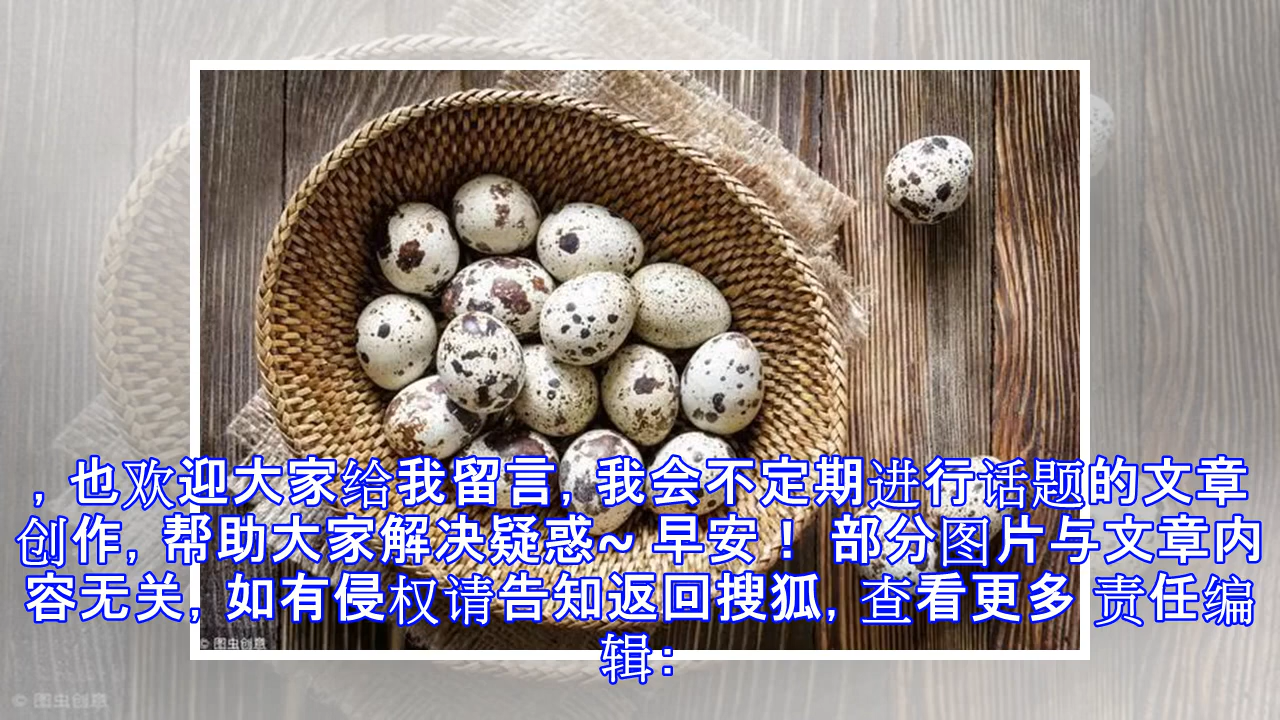 , 也欢迎大家给我留言, 我会不定期进行话题的文章
创作, 帮助大家解决疑惑~ 早安 ! 部分图片与文章内
容无关, 如有侵权请告知返回搜狐, 查看更多 责任编
辑:
© 图虫创意
© 图虫创意